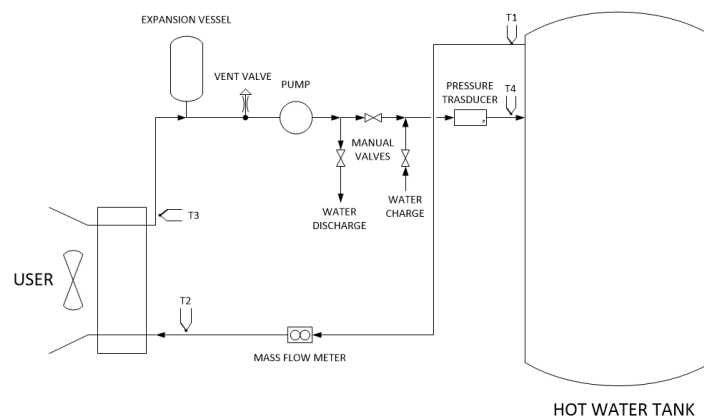 EXPANSION VESSEL
T1
VENT VALVE
PUMP
PRESSURE
TRASDUCER
T4
P
MANUAL
VALVES
WATER
DISCHARGE
WATER
CHARGE
T3
USER
T2
MASS FLOW METER
HOT WATER TANK